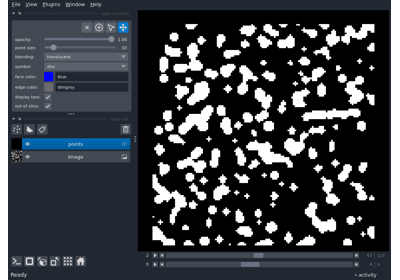 File View Plugins Window Help
opacity: 1.00
point size: 10
blending: translucent
symbol: disc
face color: blue
edge color: dimgrey
display text:
out of slice:
points
Image
2
0
Ready
activity